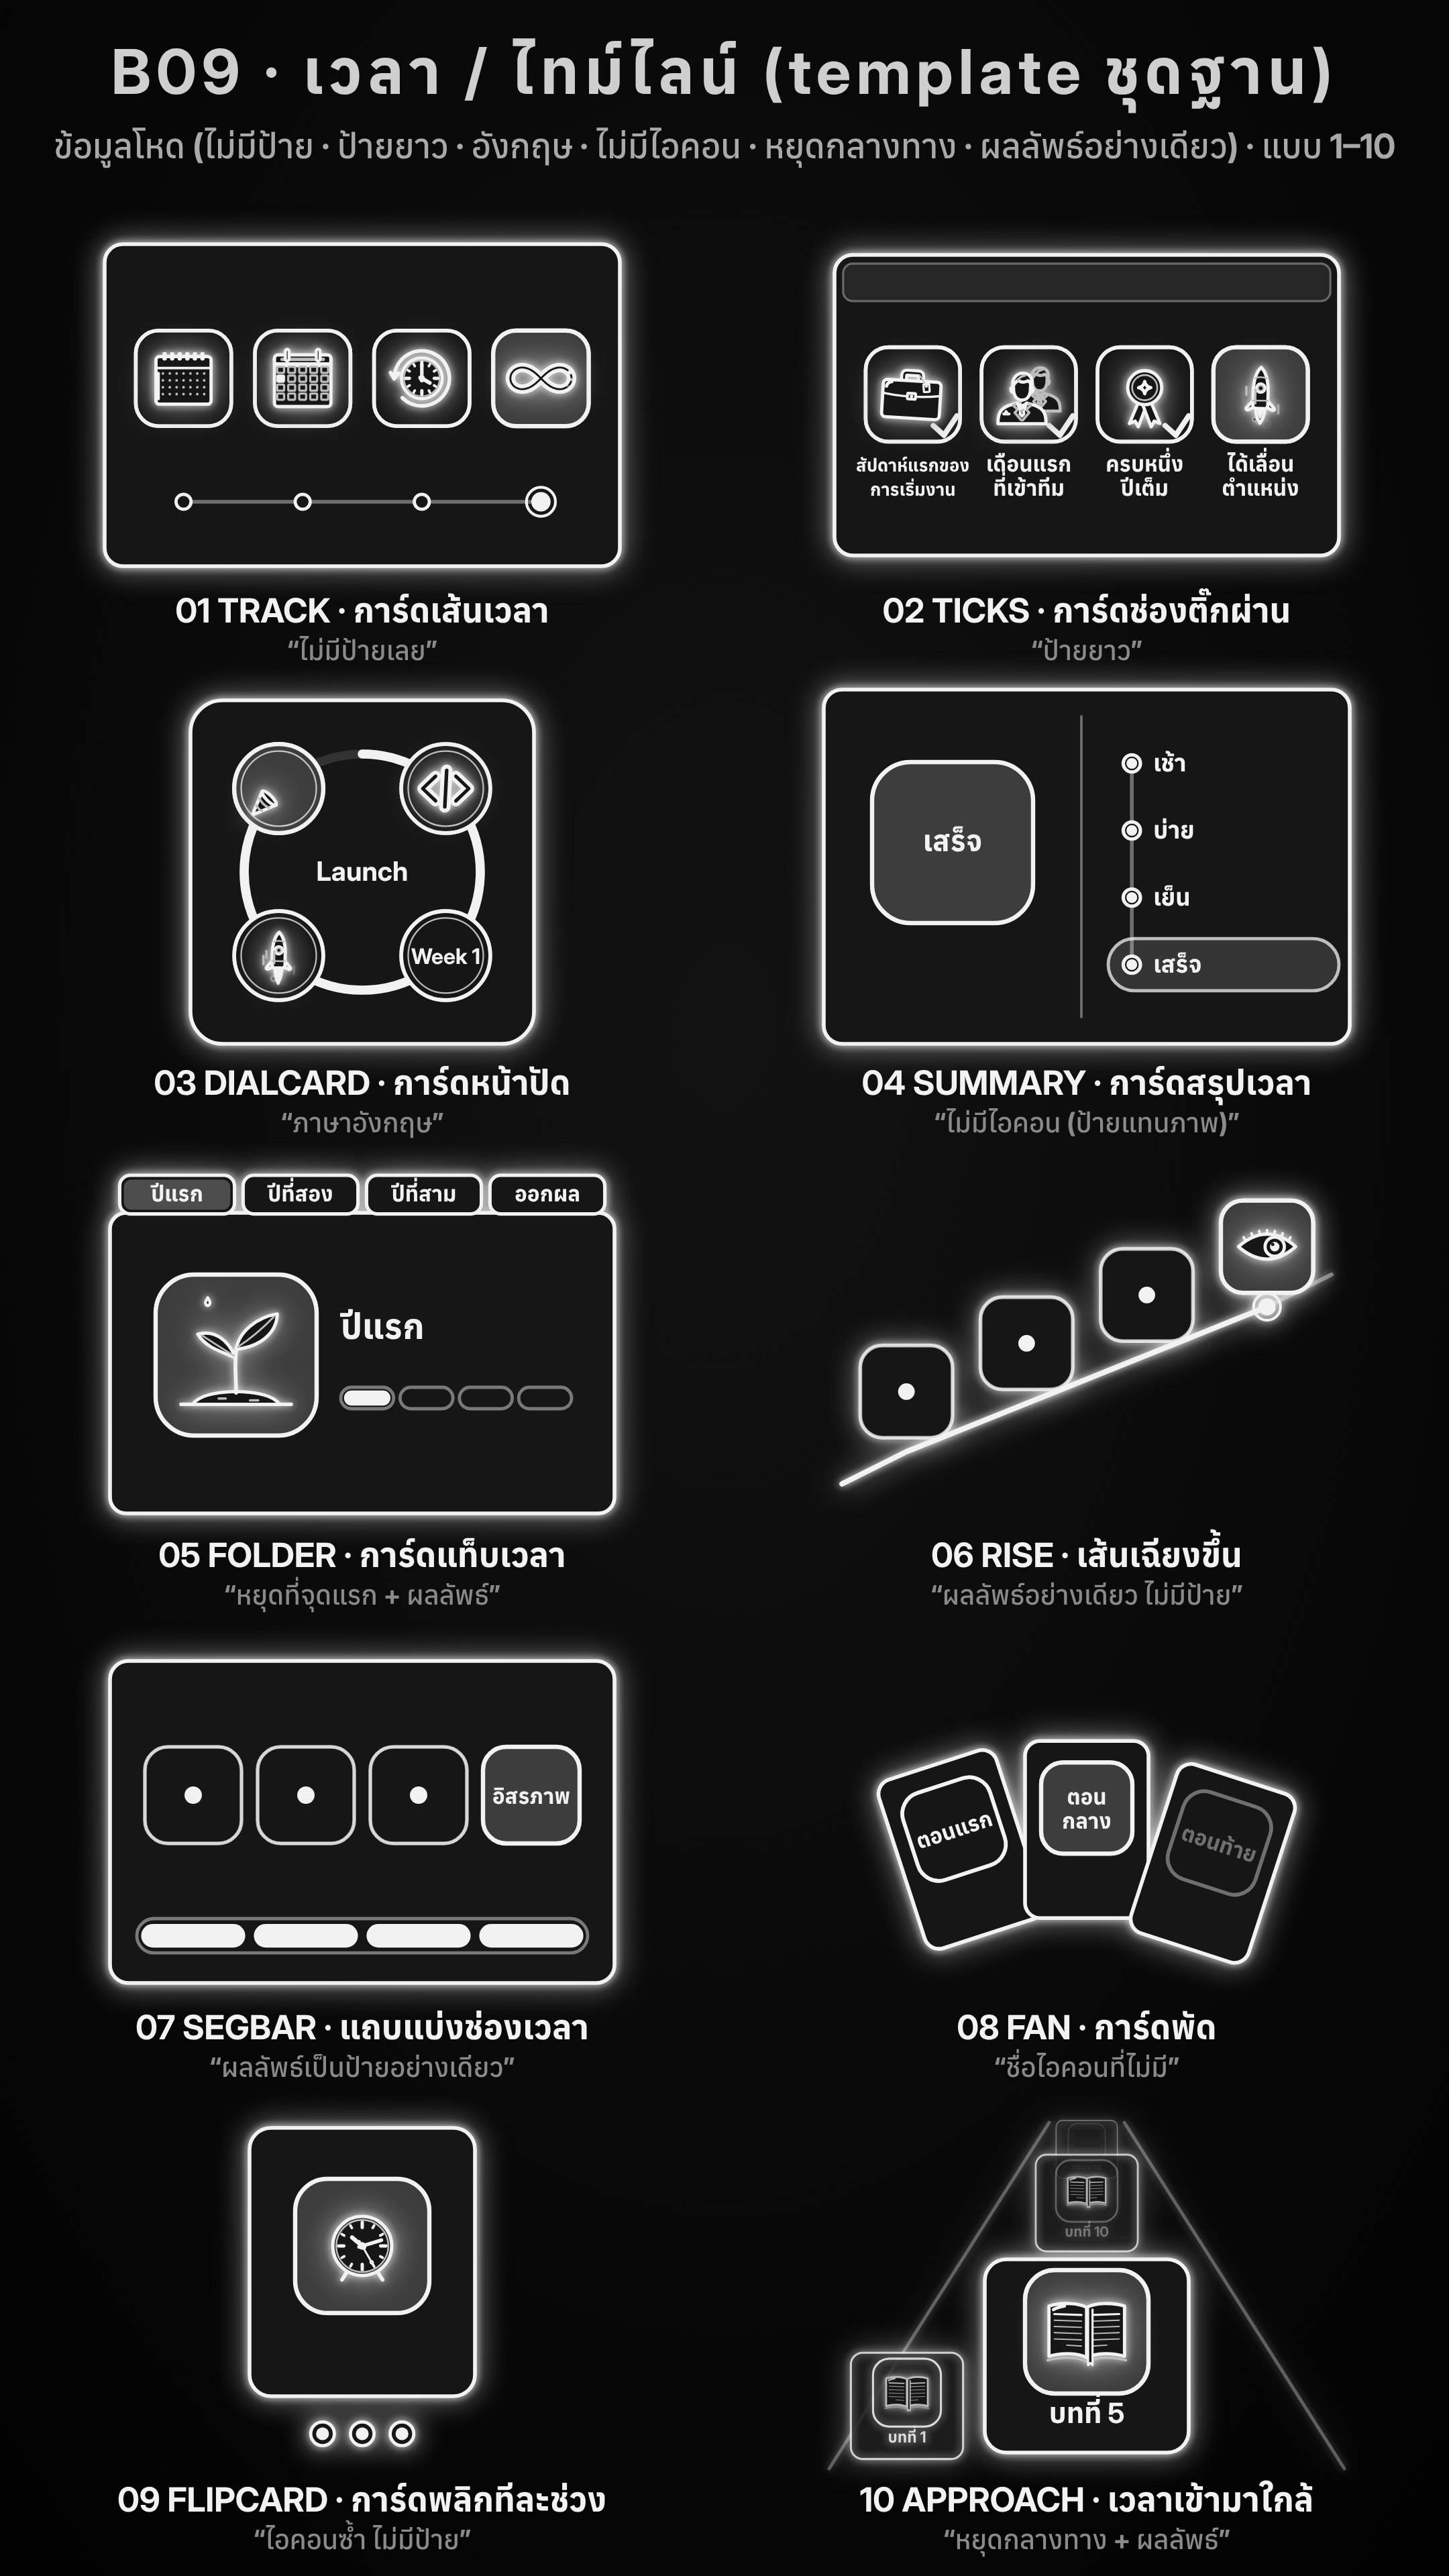 B09 · เวลา / ไทม์ไลน์ (template ชุดฐาน)
ข้อมูลโหด (ไม่มีป้าย · ป้ายยาว · อังกฤษ · ไม่มีไอคอน · หยุดกลางทาง · ผลลัพธ์อย่างเดียว) · แบบ 1–10
สัปดาห์แรกของ
การเริ่มงาน
เดือนแรก
ที่เข้าทีม
ครบหนึ่ง
ปีเต็ม
ได้เลื่อน
ตำแหน่ง
01 TRACK · การ์ดเส้นเวลา
“ไม่มีป้ายเลย”
02 TICKS · การ์ดช่องติ๊กผ่าน
“ป้ายยาว”
Launch
Week 1
เสร็จ
เช้า
บ่าย
เย็น
เสร็จ
03 DIALCARD · การ์ดหน้าปัด
“ภาษาอังกฤษ”
04 SUMMARY · การ์ดสรุปเวลา
“ไม่มีไอคอน (ป้ายแทนภาพ)”
ปีแรก
ปีที่สอง
ปีที่สาม
ออกผล
ปีแรก
05 FOLDER · การ์ดแท็บเวลา
“หยุดที่จุดแรก + ผลลัพธ์”
06 RISE · เส้นเฉียงขึ้น
“ผลลัพธ์อย่างเดียว ไม่มีป้าย”
อิสรภาพ
ตอนแรก
ตอน
กลาง
ตอนท้าย
07 SEGBAR · แถบแบ่งช่องเวลา
“ผลลัพธ์เป็นป้ายอย่างเดียว”
08 FAN · การ์ดพัด
“ชื่อไอคอนที่ไม่มี”
บทที่ 10
บทที่ 5
บทที่ 1
09 FLIPCARD · การ์ดพลิกทีละช่วง
“ไอคอนซ้ำ ไม่มีป้าย”
10 APPROACH · เวลาเข้ามาใกล้
“หยุดกลางทาง + ผลลัพธ์”